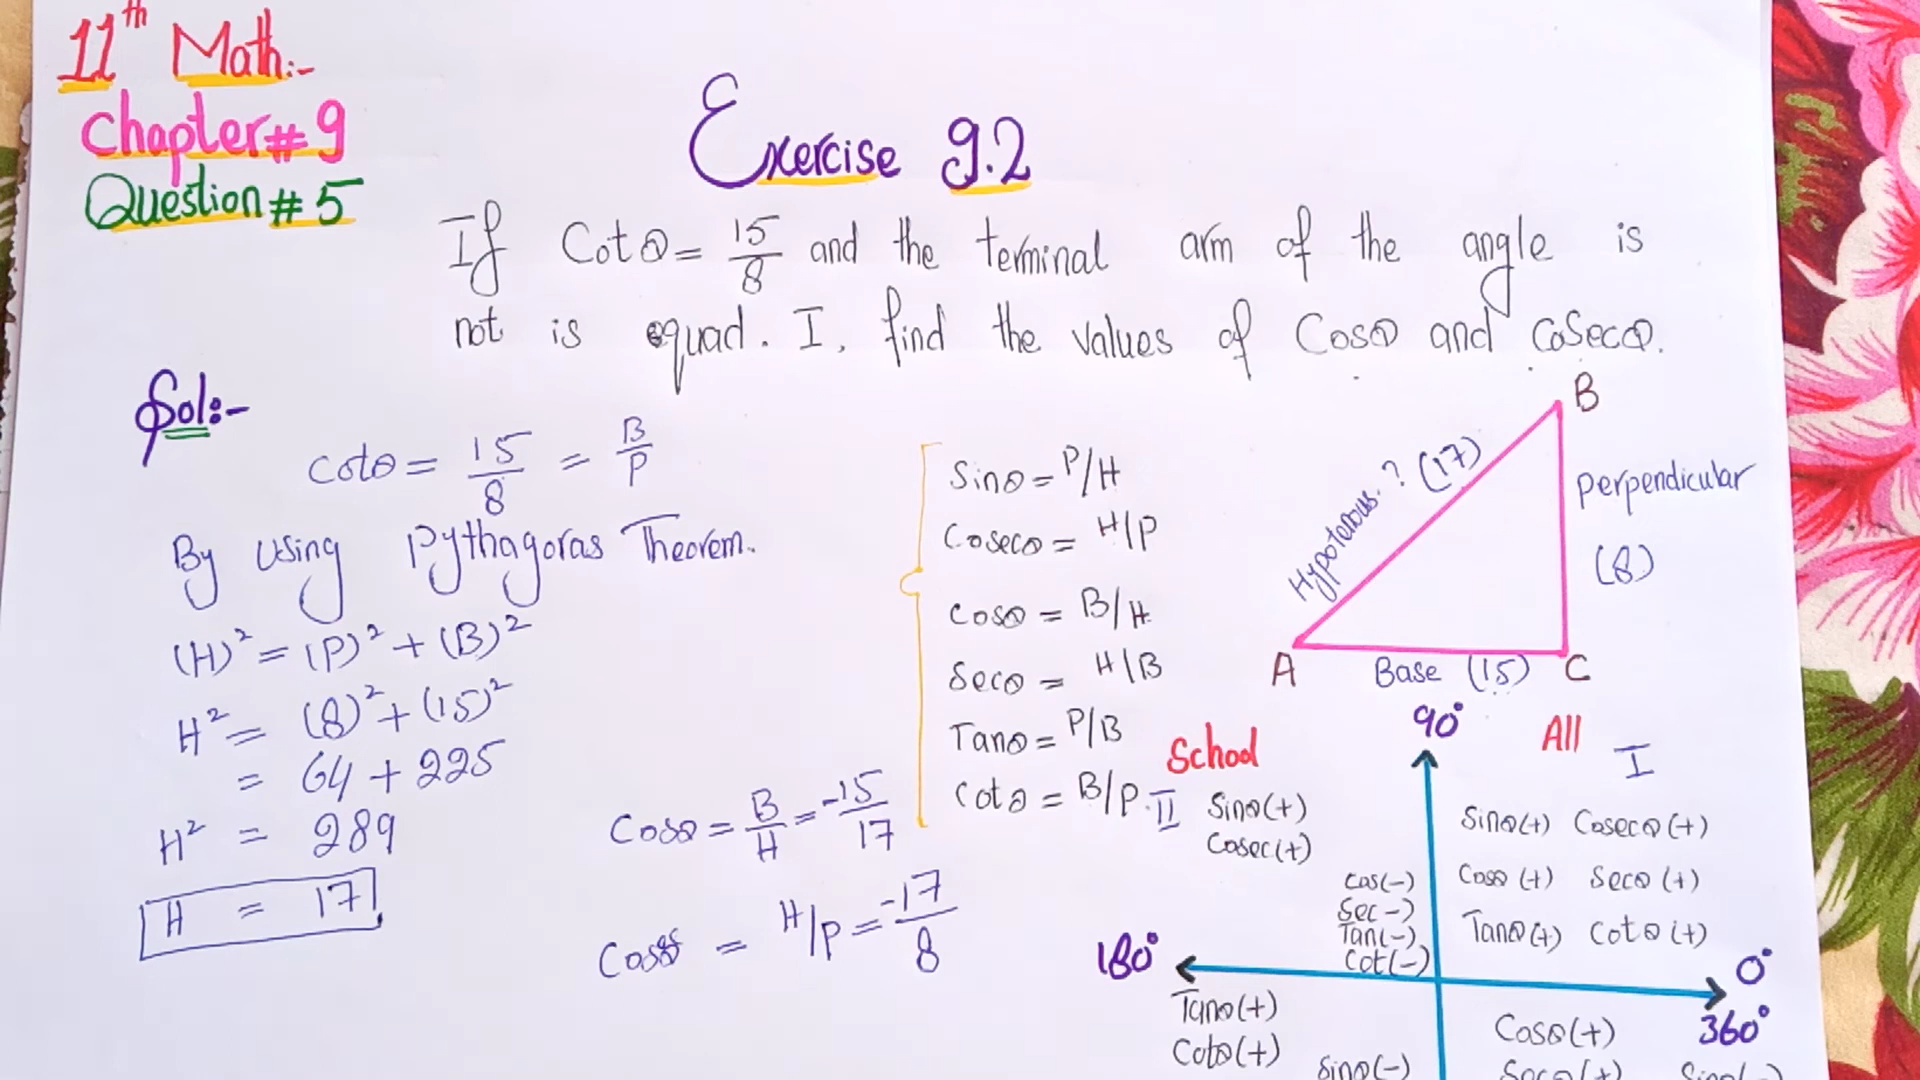 11th Math:-
Chapter # 9
Question # 5
Exercise 9.2
If Cotθ = 15/8 and the terminal arm of the angle is
not is quad. I, find the values of Cosθ and Cosecθ.
Sol:-
Cotθ = 15/8 = B/P
By using Pythagoras Theorem.
(H)² = (P)² + (B)²
H² = (8)² + (15)²
= 64 + 225
H² = 289
H = 17
Cosθ = B/H = -15/17
= H/P = -17/8
Sinθ = P/H
Cosecθ = H/P
Cosθ = B/H
Secθ = H/B
Tanθ = P/B
Cotθ = B/P.
B
Hypotanous. ? (17)
perpendicular
(8)
A Base (15) C
90°
School
All
I
II
Sinθ(+)
Cosec(+)
Cos(-)
Sec(-)
Tan(-)
Cot(-)
Sinθ(+) Cosecθ(+)
Cosθ(+) Secθ(+)
Tanθ(+) Cotθ(+)
180°
0°
360°
Tanθ(+)
Cotθ(+)
Sinθ(-)
Cosθ(+)
Secθ(+)